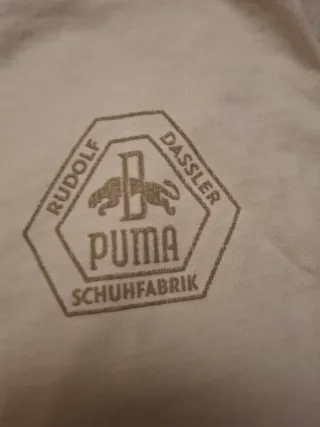 RUDOLF
DASSLER
D
PUMA
SCHUHFABRIK